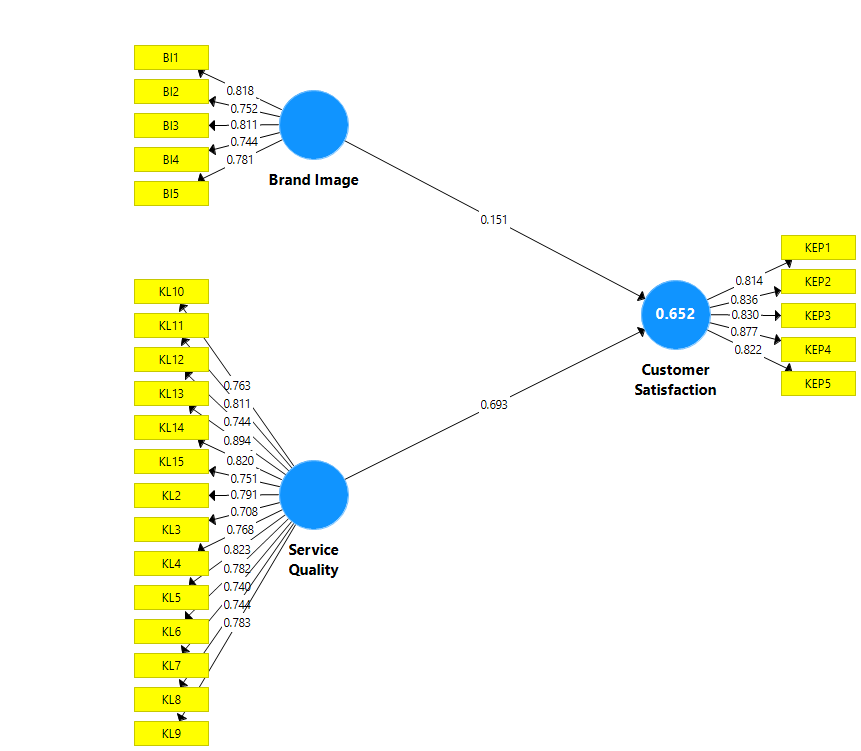 BI1
BI2
BI3
BI4
BI5
0.818
0.752
0.811
0.744
0.781
Brand Image
0.151
KL10
KL11
KL12
KL13
KL14
KL15
KL2
KL3
KL4
KL5
KL6
KL7
KL8
KL9
0.763
0.811
0.744
0.894
0.820
0.751
0.791
0.708
0.768
0.823
0.782
0.740
0.744
0.783
Service
Quality
0.693
0.652
Customer
Satisfaction
0.814
0.836
0.830
0.877
0.822
KEP1
KEP2
KEP3
KEP4
KEP5